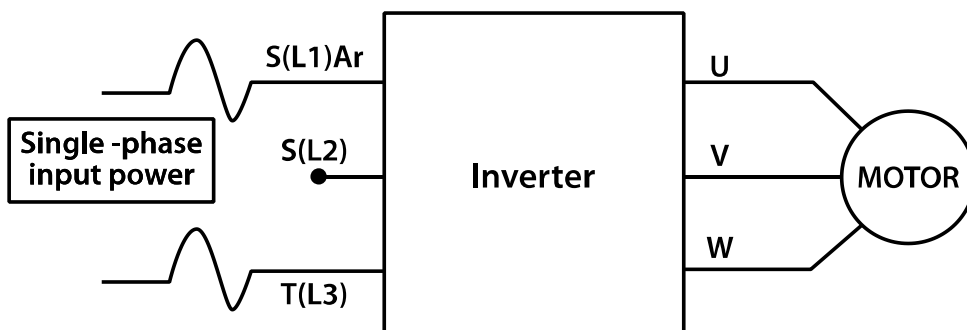 S(L1)Ar
U
Single -phase
input power
S(L2)
Inverter
V
MOTOR
W
T(L3)